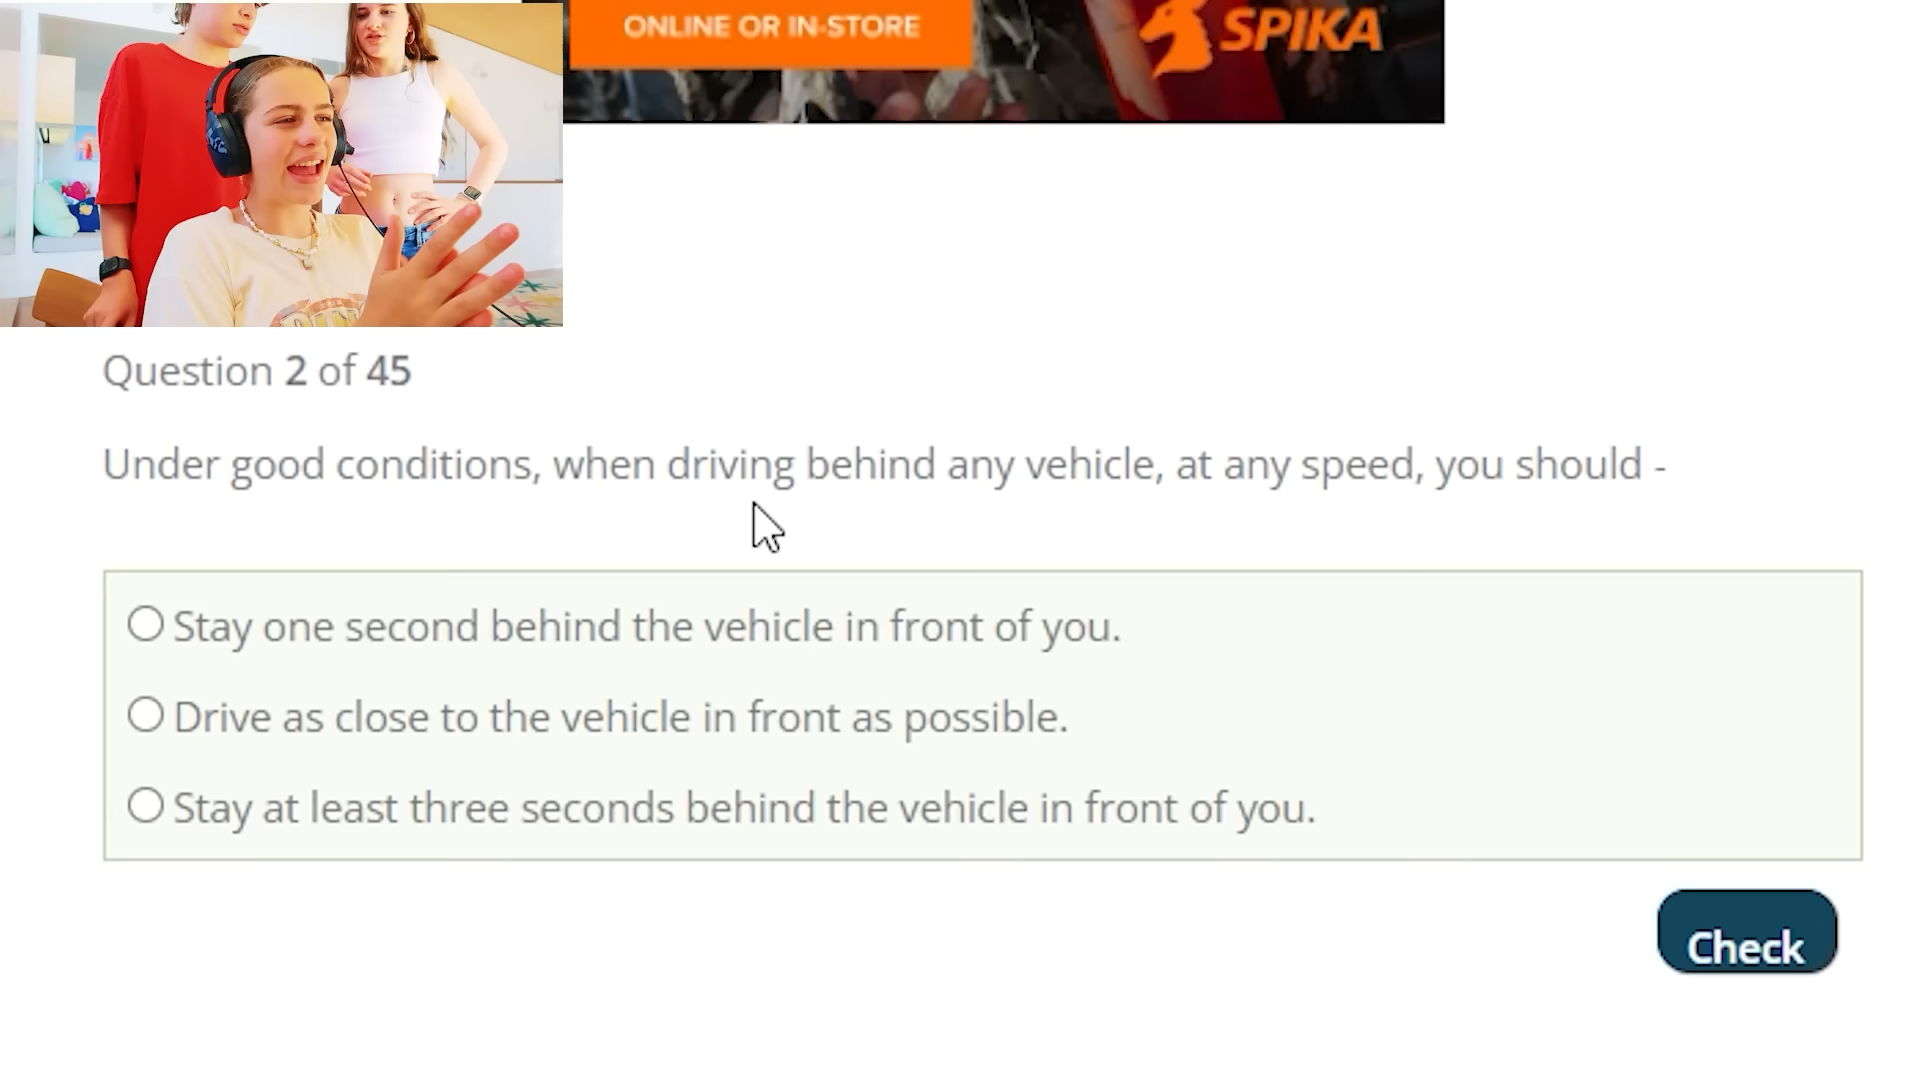 ONLINE OR IN-STORE
SPIKA
Question 2 of 45
Under good conditions, when driving behind any vehicle, at any speed, you should -
Stay one second behind the vehicle in front of you.
Drive as close to the vehicle in front as possible.
Stay at least three seconds behind the vehicle in front of you.
Check